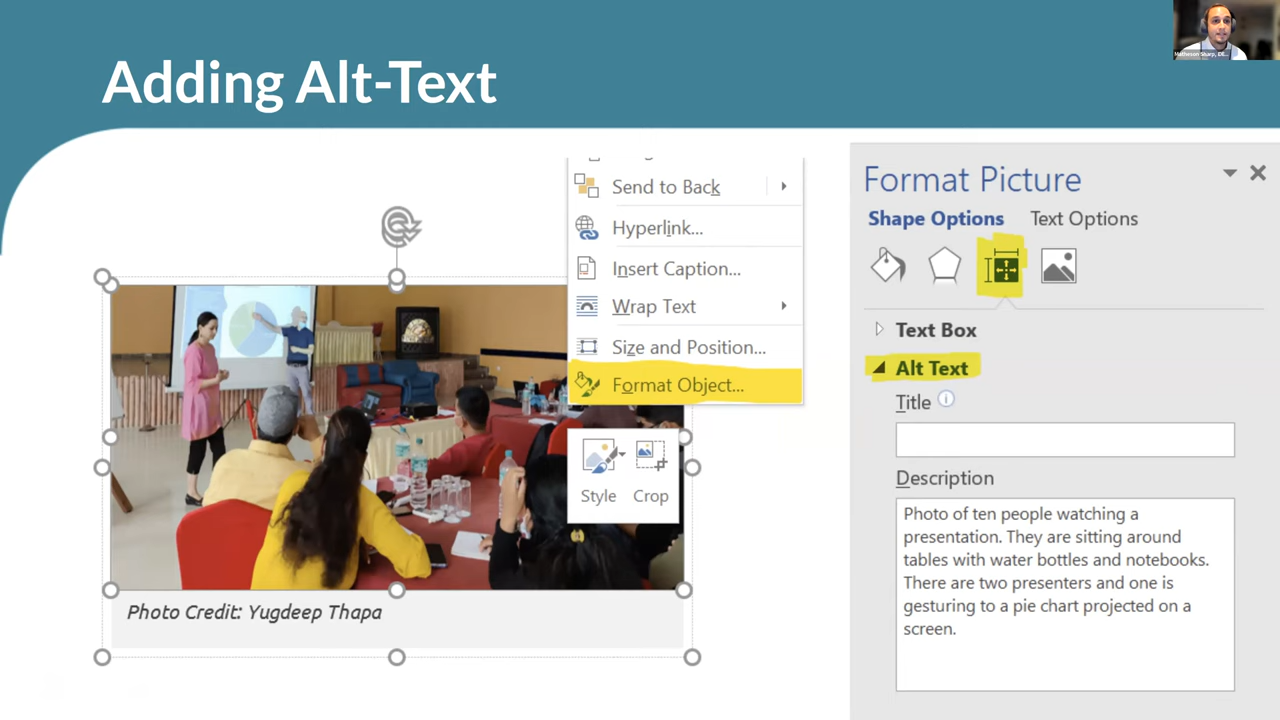 Adding Alt-Text
Send to Back
Hyperlink...
Insert Caption...
Wrap Text
Size and Position...
Format Object...
Style
Crop
Photo Credit: Yugdeep Thapa
Format Picture
Shape Options
Text Options
Text Box
Alt Text
Title
Description
Photo of ten people watching a
presentation. They are sitting around
tables with water bottles and notebooks.
There are two presenters and one is
gesturing to a pie chart projected on a
screen.